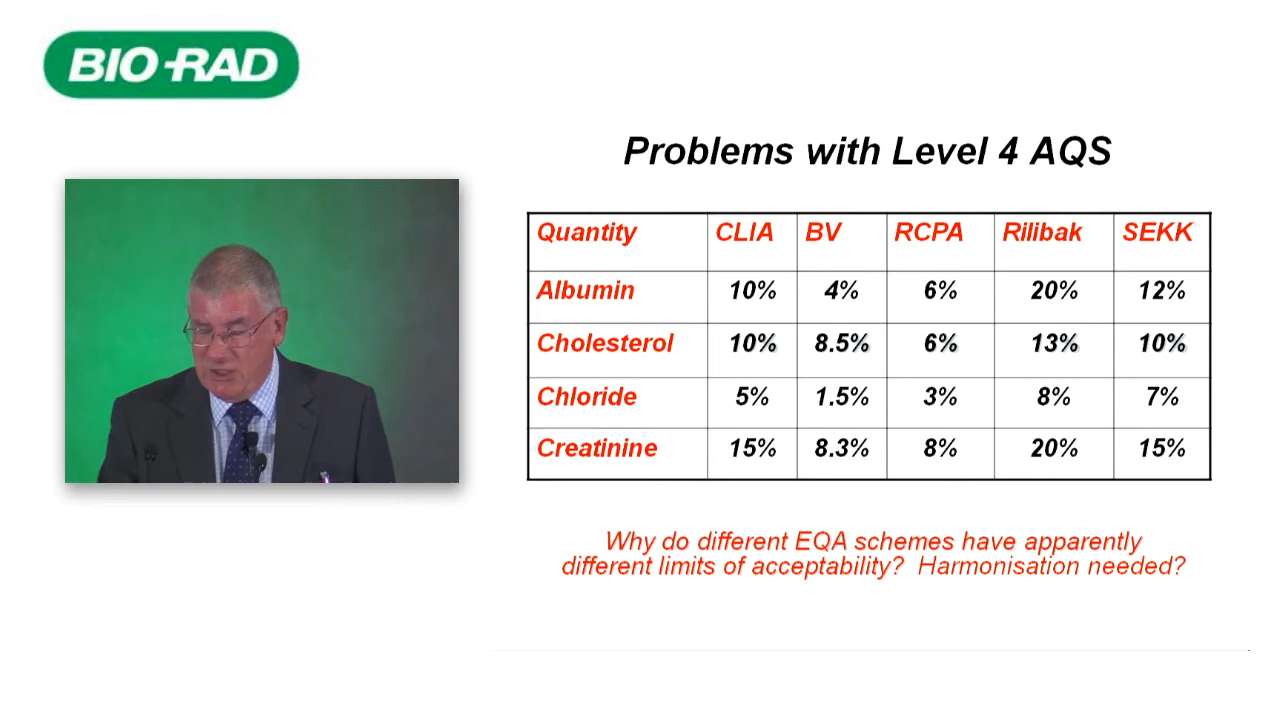 BIO-RAD
Problems with Level 4 AQS
Quantity CLIA BV RCPA Rilibak SEKK
Albumin 10% 4% 6% 20% 12%
Cholesterol 10% 8.5% 6% 13% 10%
Chloride 5% 1.5% 3% 8% 7%
Creatinine 15% 8.3% 8% 20% 15%
Why do different EQA schemes have apparently
different limits of acceptability? Harmonisation needed?